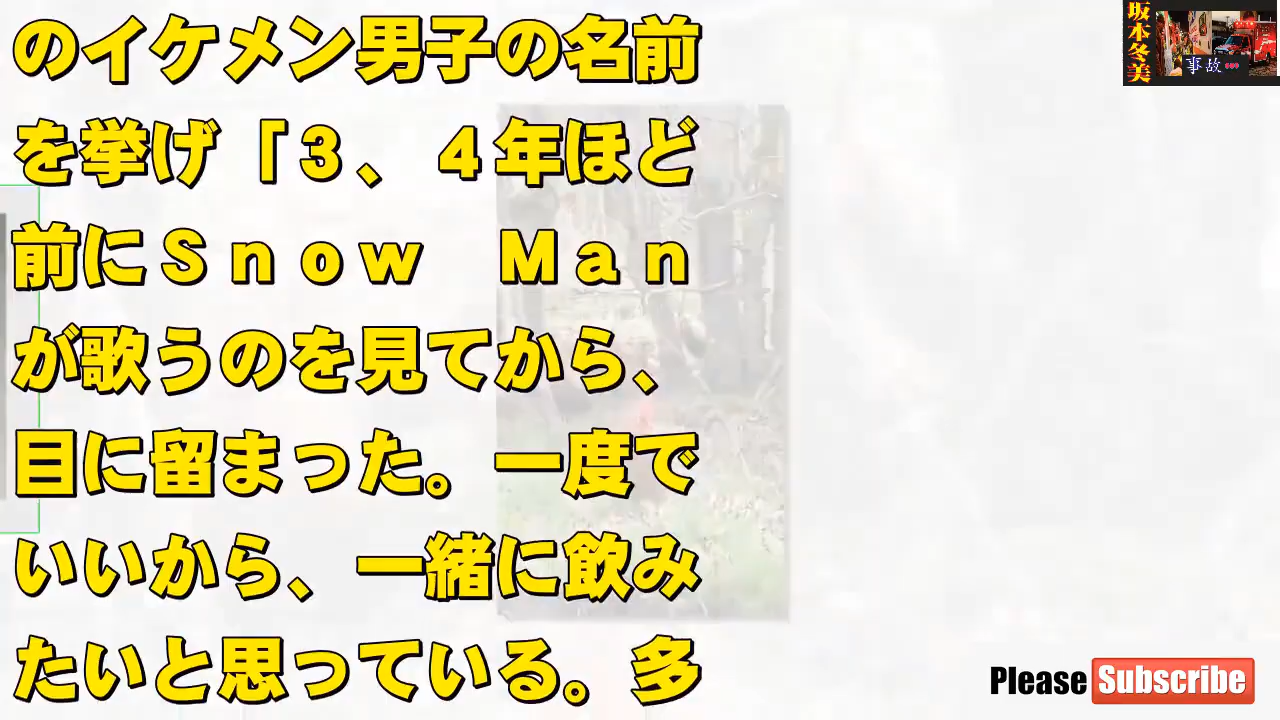 のイケメン男子の名前
を挙げ「３、４年ほど
前にＳｎｏｗ　Ｍａｎ
が歌うのを見てから、
目に留まった。一度で
いいから、一緒に飲み
たいと思っている。多
坂本冬美
事故…
Please Subscribe